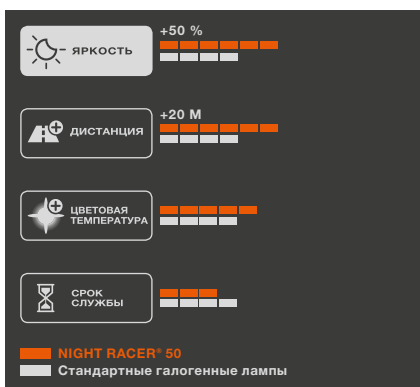 +50 %
ЯРКОСТЬ
+20 М
ДИСТАНЦИЯ
ЦВЕТОВАЯ
ТЕМПЕРАТУРА
СРОК
СЛУЖБЫ
NIGHT RACER® 50
Стандартные галогенные лампы